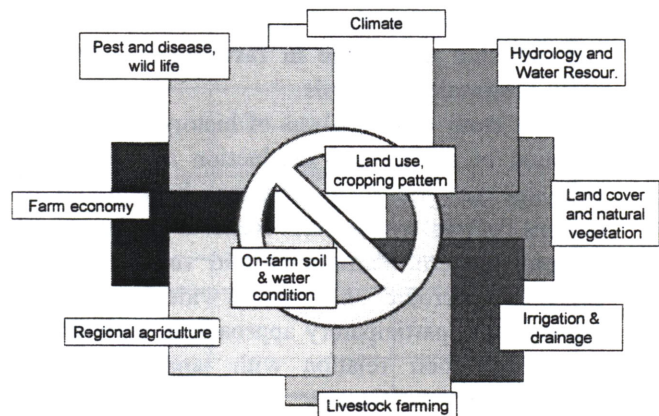 Climate
Pest and disease,
wild life
Hydrology and
Water Resour.
Land use,
cropping pattern
Farm economy
Land cover
and natural
vegetation
On-farm soil
& water
condition
Regional agriculture
Irrigation &
drainage
Livestock farming